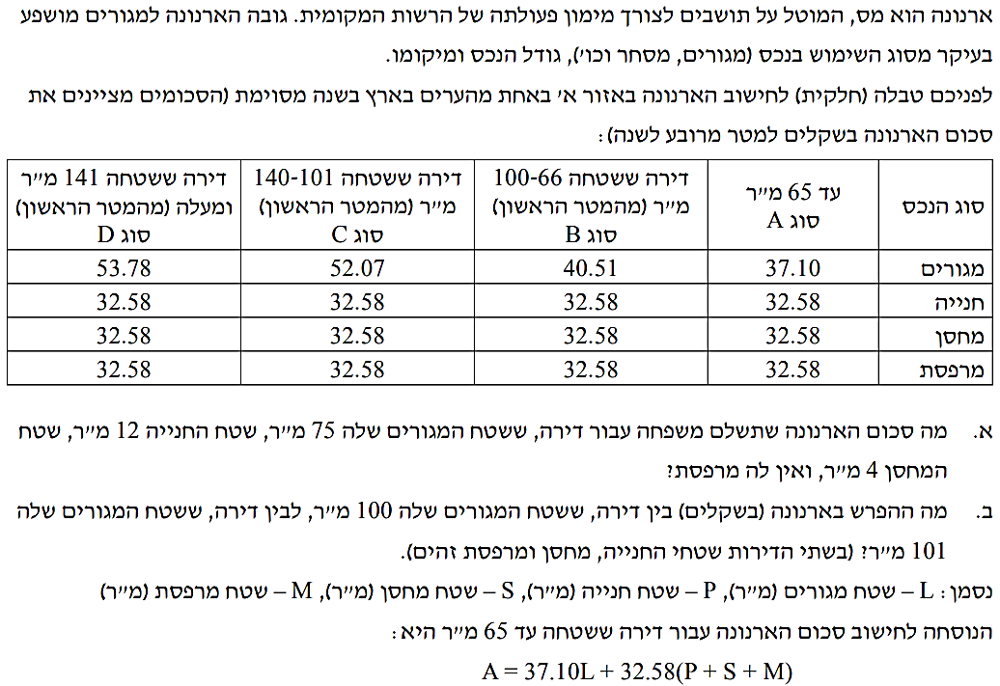 ארנונה הוא מס, המוטל על תושבים לצורך מימון פעולתה של הרשות המקומית. גובה הארנונה למגורים מושפע
בעיקר מסוג השימוש בנכס (מגורים, מסחר וכו׳), גודל הנכס ומיקומו.
לפניכם טבלה (חלקית) לחישוב הארנונה באזור א׳ באחת מהערים בארץ בשנה מסוימת (הסכומים מציינים את
סכום הארנונה בשקלים למטר מרובע לשנה):
סוג הנכס | עד 65 מ״ר סוג A | דירה ששטחה 100-66 מ״ר (מהמטר הראשון) סוג B | דירה ששטחה 140-101 מ״ר (מהמטר הראשון) סוג C | דירה ששטחה 141 מ״ר ומעלה (מהמטר הראשון) סוג D
מגורים | 37.10 | 40.51 | 52.07 | 53.78
חנייה | 32.58 | 32.58 | 32.58 | 32.58
מחסן | 32.58 | 32.58 | 32.58 | 32.58
מרפסת | 32.58 | 32.58 | 32.58 | 32.58
א. מה סכום הארנונה שתשלם משפחה עבור דירה, ששטח המגורים שלה 75 מ״ר, שטח החנייה 12 מ״ר, שטח
המחסן 4 מ״ר, ואין לה מרפסת?
ב. מה ההפרש בארנונה (בשקלים) בין דירה, ששטח המגורים שלה 100 מ״ר, לבין דירה, ששטח המגורים שלה
101 מ״ר? (בשתי הדירות שטחי החנייה, מחסן ומרפסת זהים).
נסמן: L – שטח מגורים (מ״ר), P – שטח חנייה (מ״ר), S – שטח מחסן (מ״ר), M – שטח מרפסת (מ״ר)
הנוסחה לחישוב סכום הארנונה עבור דירה ששטחה עד 65 מ״ר היא:
A = 37.10L + 32.58(P + S + M)